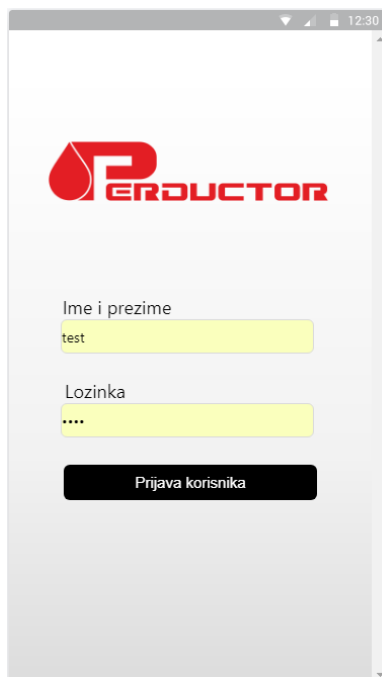 12:30
PERDUCTOR
Ime i prezime
test
Lozinka
••••
Prijava korisnika